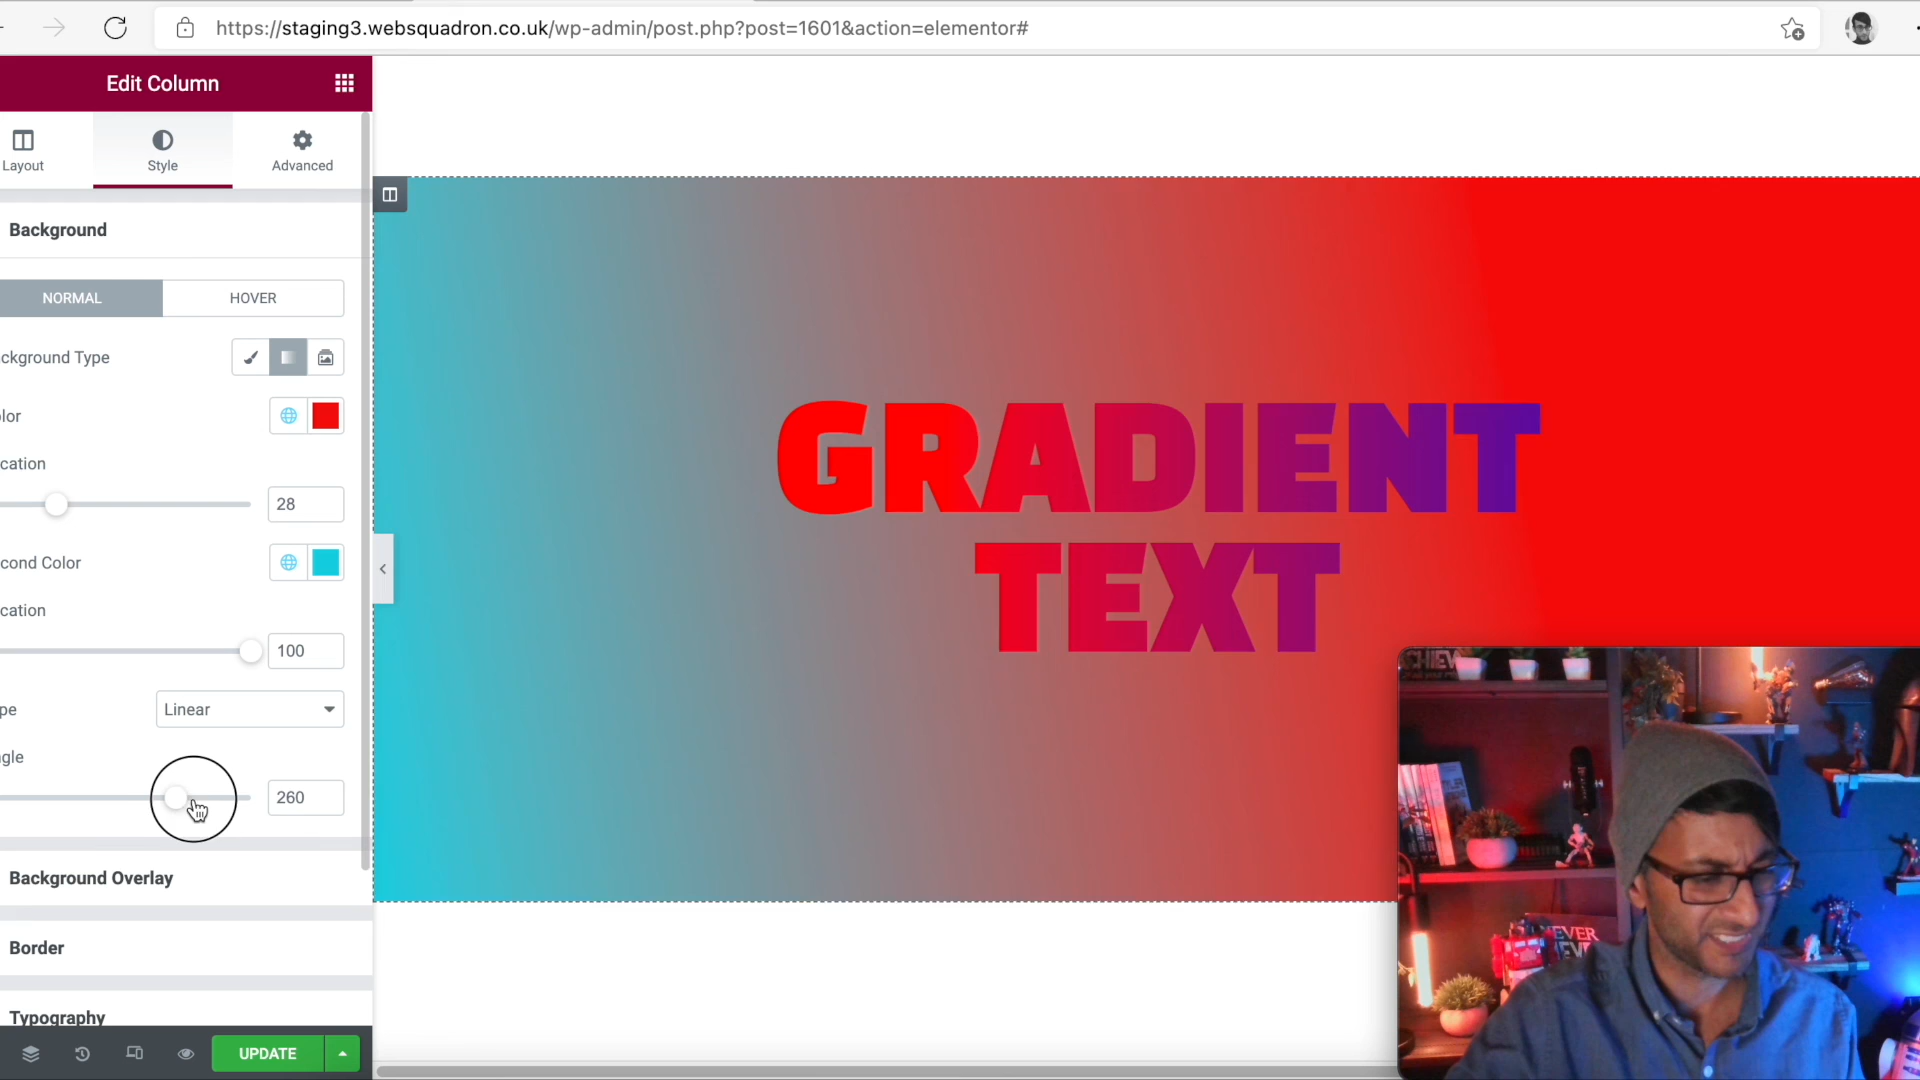 https://staging3.websquadron.co.uk/wp-admin/post.php?post=1601&action=elementor#
Edit Column
Layout
Style
Advanced
Background
NORMAL
HOVER
ckground Type
olor
cation
28
cond Color
cation
100
pe
Linear
gle
260
Background Overlay
Border
Typography
UPDATE
GRADIENT
TEXT
ACHIEV